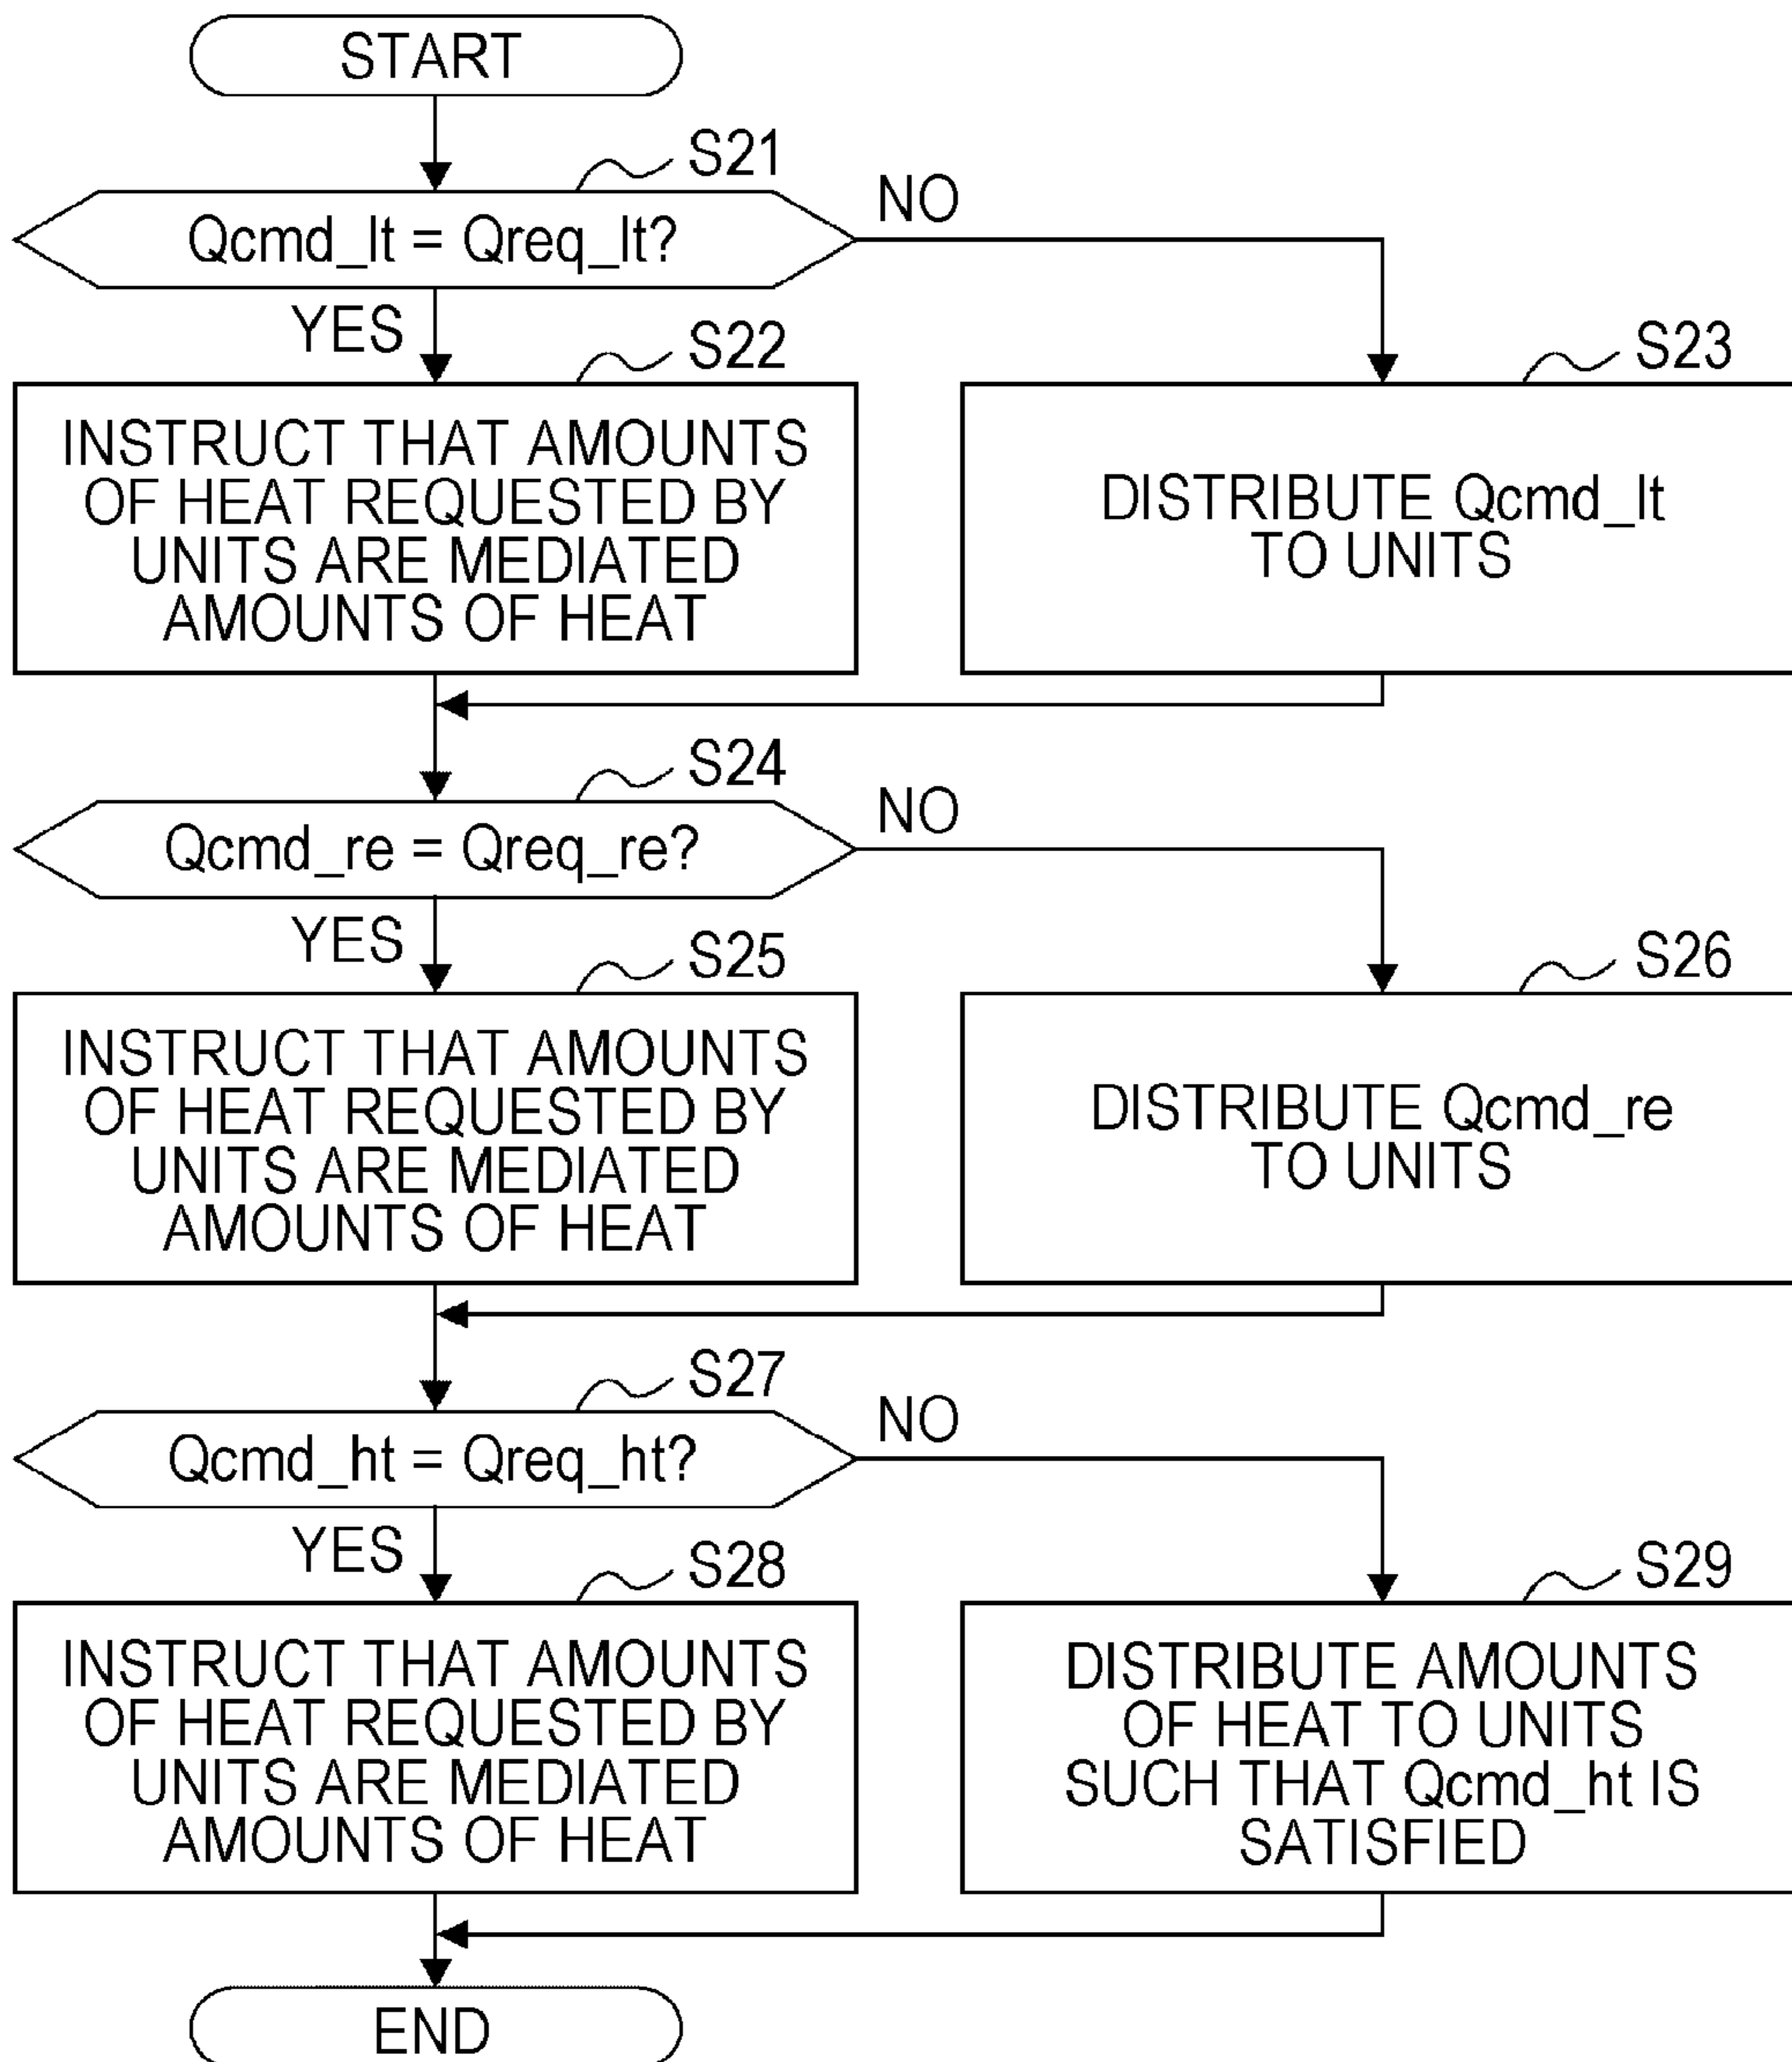 START
S21
Qcmd_lt = Qreq_lt?
NO
YES
S22
INSTRUCT THAT AMOUNTS
OF HEAT REQUESTED BY
UNITS ARE MEDIATED
AMOUNTS OF HEAT
S23
DISTRIBUTE Qcmd_lt
TO UNITS
S24
Qcmd_re = Qreq_re?
NO
YES
S25
INSTRUCT THAT AMOUNTS
OF HEAT REQUESTED BY
UNITS ARE MEDIATED
AMOUNTS OF HEAT
S26
DISTRIBUTE Qcmd_re
TO UNITS
S27
Qcmd_ht = Qreq_ht?
NO
YES
S28
INSTRUCT THAT AMOUNTS
OF HEAT REQUESTED BY
UNITS ARE MEDIATED
AMOUNTS OF HEAT
S29
DISTRIBUTE AMOUNTS
OF HEAT TO UNITS
SUCH THAT Qcmd_ht IS
SATISFIED
END